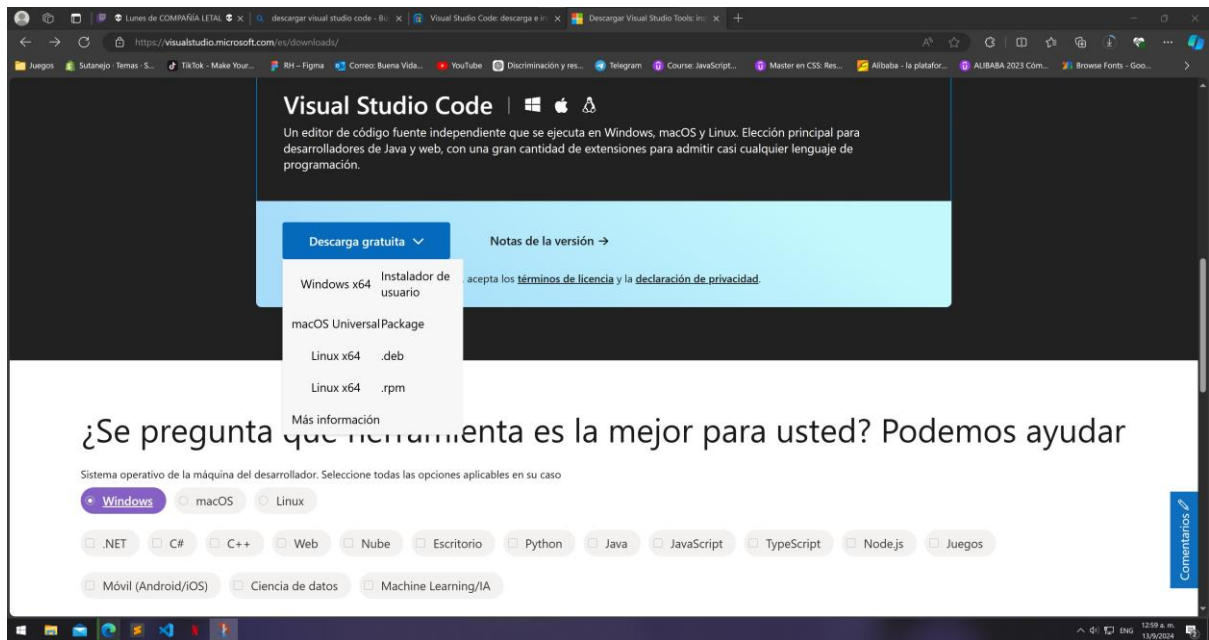 Lunes de COMPAÑÍA LETAL
descargar visual studio code - Bú
Visual Studio Code: descarga e in
Descargar Visual Studio Tools: ins
https://visualstudio.microsoft.com/es/downloads/
Juegos
Sutanejo · Temas · S...
TikTok - Make Your...
RH – Figma
Correo: Buena Vida...
YouTube
Discriminación y res...
Telegram
Course: JavaScript...
Master en CSS: Res...
Alibaba - la platafor...
ALIBABA 2023 Cóm...
Browse Fonts - Goo...
Visual Studio Code
Un editor de código fuente independiente que se ejecuta en Windows, macOS y Linux. Elección principal para
desarrolladores de Java y web, con una gran cantidad de extensiones para admitir casi cualquier lenguaje de
programación.
Descarga gratuita
Notas de la versión →
Windows x64 Instalador de
usuario
acepta los términos de licencia y la declaración de privacidad.
macOS Universal Package
Linux x64 .deb
Linux x64 .rpm
Más información
¿Se pregunta qué herramienta es la mejor para usted? Podemos ayudar
Sistema operativo de la máquina del desarrollador. Seleccione todas las opciones aplicables en su caso
Windows macOS Linux
.NET C# C++ Web Nube Escritorio Python Java JavaScript TypeScript Node.js Juegos
Móvil (Android/iOS) Ciencia de datos Machine Learning/IA
Comentarios
ENG
12:59 a. m.
13/9/2024